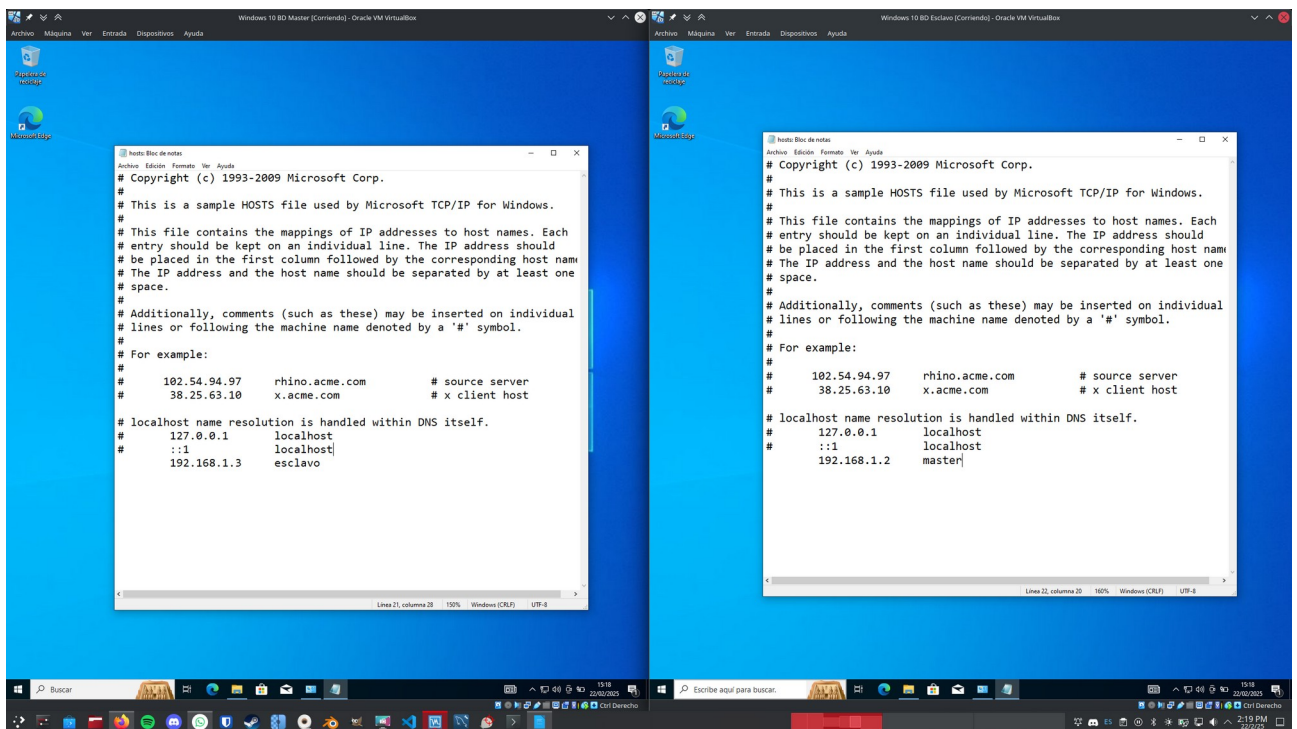 Windows 10 BD Master [Corriendo] - Oracle VM VirtualBox
Archivo Máquina Ver Entrada Dispositivos Ayuda
Papelera de
reciclaje
Microsoft Edge
hosts: Bloc de notas
Archivo Edición Formato Ver Ayuda
# Copyright (c) 1993-2009 Microsoft Corp.
#
# This is a sample HOSTS file used by Microsoft TCP/IP for Windows.
#
# This file contains the mappings of IP addresses to host names. Each
# entry should be kept on an individual line. The IP address should
# be placed in the first column followed by the corresponding host name
# The IP address and the host name should be separated by at least one
# space.
#
# Additionally, comments (such as these) may be inserted on individual
# lines or following the machine name denoted by a '#' symbol.
#
# For example:
#
# 102.54.94.97 rhino.acme.com # source server
# 38.25.63.10 x.acme.com # x client host
# localhost name resolution is handled within DNS itself.
# 127.0.0.1 localhost
# ::1 localhost
192.168.1.3 esclavo
Línea 21, columna 28 150% Windows (CRLF) UTF-8
Buscar
15:18
22/02/2025
Ctrl Derecho
Windows 10 BD Esclavo [Corriendo] - Oracle VM VirtualBox
Archivo Máquina Ver Entrada Dispositivos Ayuda
Papelera de
reciclaje
Microsoft Edge
hosts: Bloc de notas
Archivo Edición Formato Ver Ayuda
# Copyright (c) 1993-2009 Microsoft Corp.
#
# This is a sample HOSTS file used by Microsoft TCP/IP for Windows.
#
# This file contains the mappings of IP addresses to host names. Each
# entry should be kept on an individual line. The IP address should
# be placed in the first column followed by the corresponding host name
# The IP address and the host name should be separated by at least one
# space.
#
# Additionally, comments (such as these) may be inserted on individual
# lines or following the machine name denoted by a '#' symbol.
#
# For example:
#
# 102.54.94.97 rhino.acme.com # source server
# 38.25.63.10 x.acme.com # x client host
# localhost name resolution is handled within DNS itself.
# 127.0.0.1 localhost
# ::1 localhost
192.168.1.2 master
Línea 22, columna 20 160% Windows (CRLF) UTF-8
Escribe aquí para buscar.
15:18
22/02/2025
Ctrl Derecho
ES
2:19 PM
22/2/25